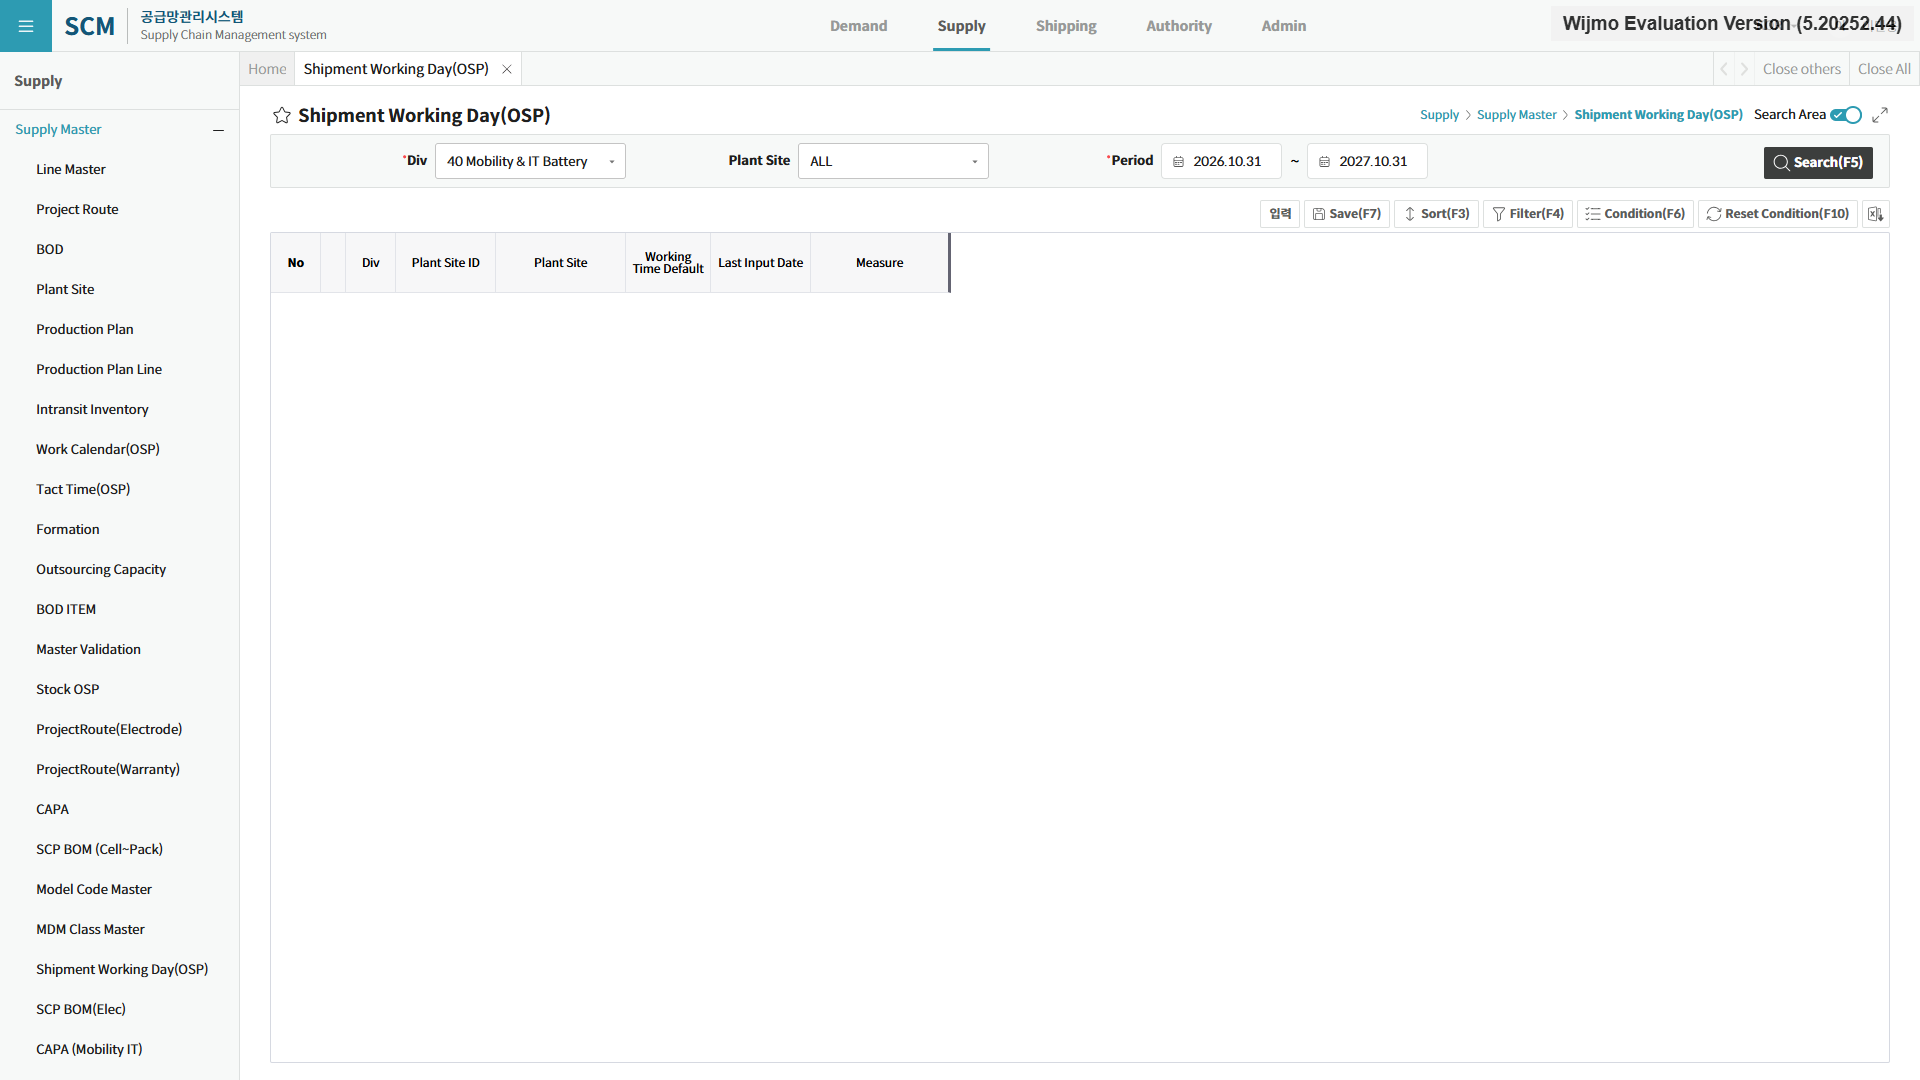 SCM
공급망관리시스템
Supply Chain Management system
Demand
Supply
Shipping
Authority
Admin
Wijmo Evaluation Version (5.20252.44)
Supply
Home
Shipment Working Day(OSP)
Close others
Close All
Supply Master
Line Master
Project Route
BOD
Plant Site
Production Plan
Production Plan Line
Intransit Inventory
Work Calendar(OSP)
Tact Time(OSP)
Formation
Outsourcing Capacity
BOD ITEM
Master Validation
Stock OSP
ProjectRoute(Electrode)
ProjectRoute(Warranty)
CAPA
SCP BOM (Cell~Pack)
Model Code Master
MDM Class Master
Shipment Working Day(OSP)
SCP BOM(Elec)
CAPA (Mobility IT)
Shipment Working Day(OSP)
Supply > Supply Master > Shipment Working Day(OSP)
Search Area
*Div 40 Mobility & IT Battery
Plant Site ALL
*Period 2026.10.31 ~ 2027.10.31
Search(F5)
입력
Save(F7)
Sort(F3)
Filter(F4)
Condition(F6)
Reset Condition(F10)
No
Div
Plant Site ID
Plant Site
Working
Time Default
Last Input Date
Measure